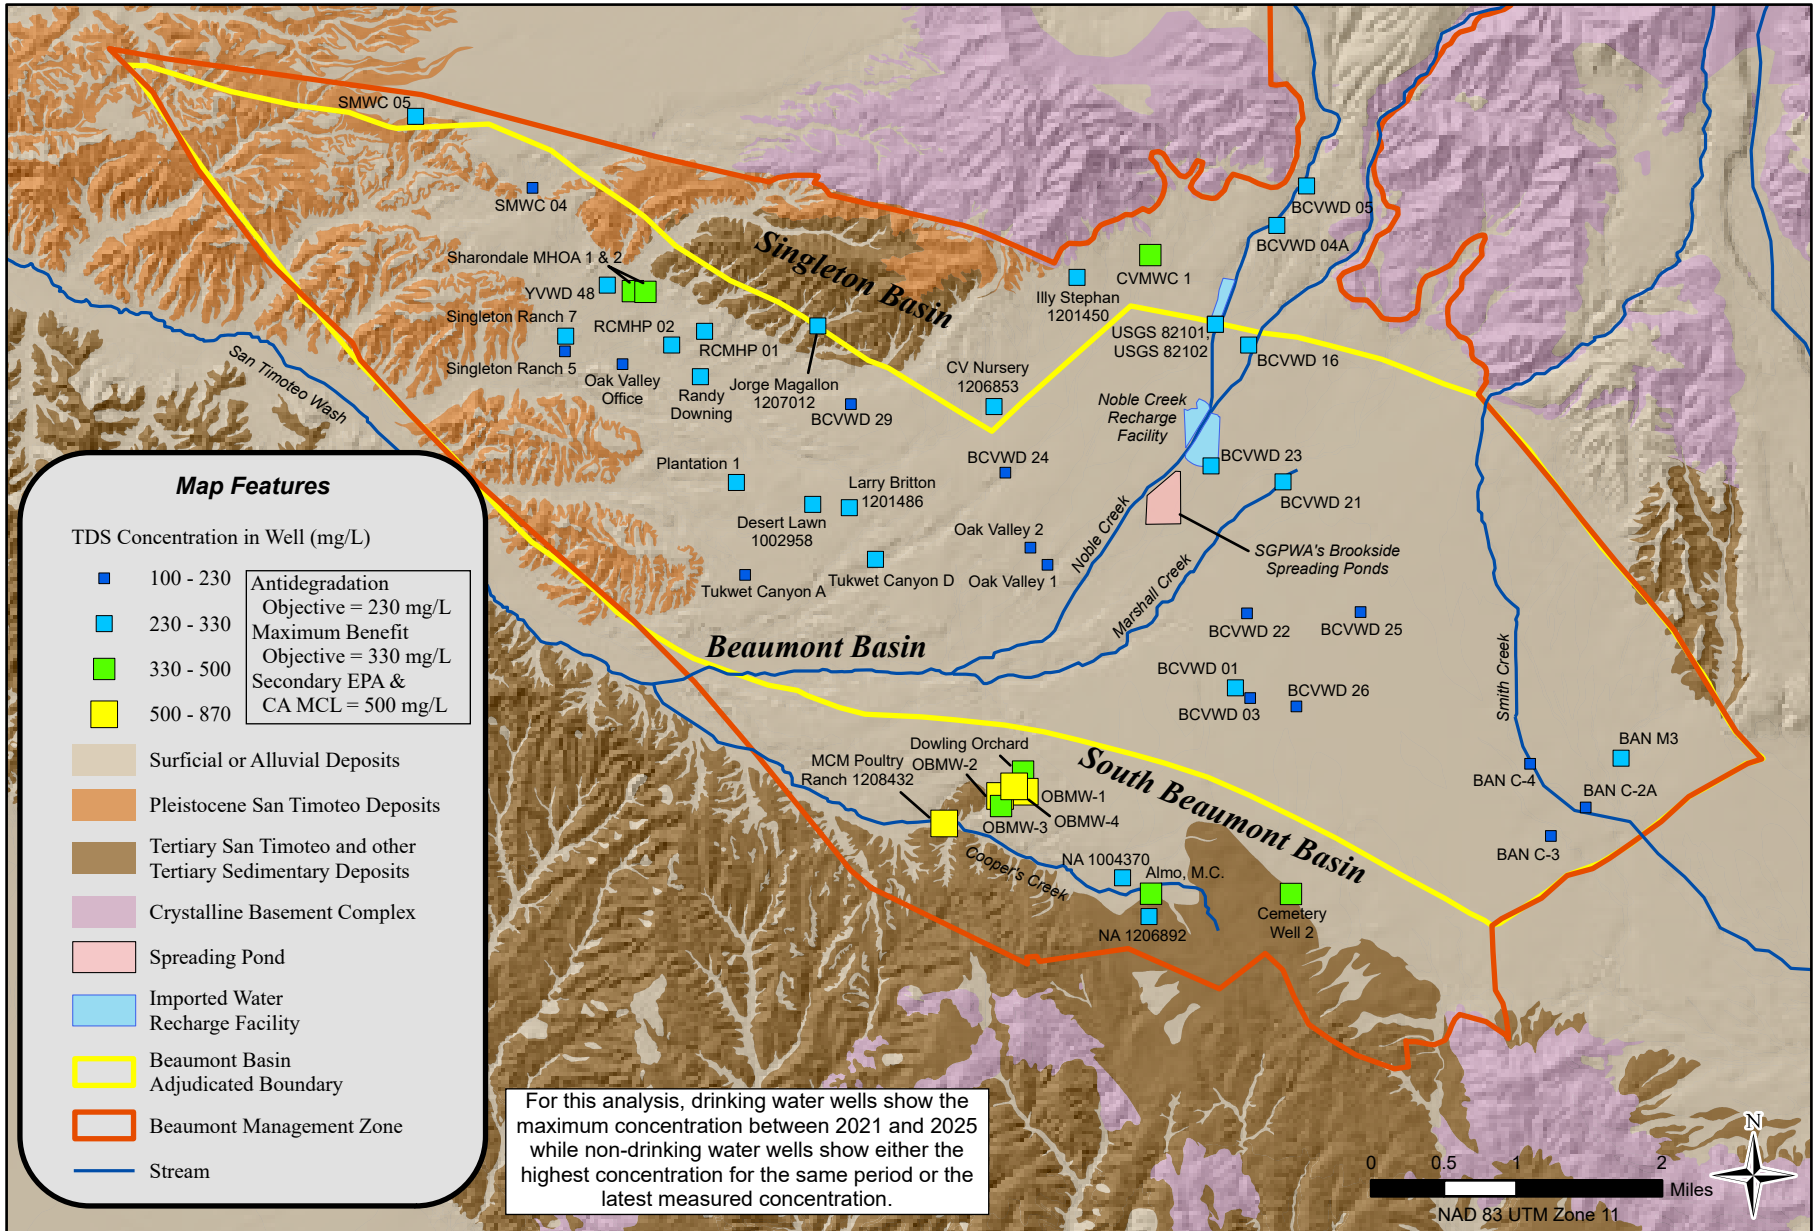 SMWC 05
SMWC 04
Sharondale MHOA 1 & 2
YVWD 48
Singleton Ranch 7
RCMHP 02
RCMHP 01
Singleton Ranch 5
Oak Valley
Office
Randy
Downing
Jorge Magallon
1207012
BCVWD 29
Singleton Basin
CV Nursery
1206853
Illy Stephan
1201450
CVMWC 1
BCVWD 05
BCVWD 04A
USGS 82101,
USGS 82102
BCVWD 16
Noble Creek
Recharge
Facility
San Timoteo Wash
Plantation 1
Desert Lawn
1002958
Larry Britton
1201486
BCVWD 24
BCVWD 23
BCVWD 21
Oak Valley 2
Oak Valley 1
Noble Creek
SGPWA's Brookside
Spreading Ponds
Tukwet Canyon A
Tukwet Canyon D
Marshall Creek
BCVWD 22
BCVWD 25
Beaumont Basin
BCVWD 01
BCVWD 03
BCVWD 26
Smith Creek
BAN M3
BAN C-4
BAN C-2A
BAN C-3
Dowling Orchard
MCM Poultry
Ranch 1208432
OBMW-2
OBMW-1
OBMW-4
OBMW-3
South Beaumont Basin
Cooper's Creek
NA 1004370
Almo, M.C.
NA 1206892
Cemetery
Well 2
Map Features
TDS Concentration in Well (mg/L)
100 - 230
230 - 330
330 - 500
500 - 870
Antidegradation
Objective = 230 mg/L
Maximum Benefit
Objective = 330 mg/L
Secondary EPA &
CA MCL = 500 mg/L
Surficial or Alluvial Deposits
Pleistocene San Timoteo Deposits
Tertiary San Timoteo and other
Tertiary Sedimentary Deposits
Crystalline Basement Complex
Spreading Pond
Imported Water
Recharge Facility
Beaumont Basin
Adjudicated Boundary
Beaumont Management Zone
Stream
For this analysis, drinking water wells show the
maximum concentration between 2021 and 2025
while non-drinking water wells show either the
highest concentration for the same period or the
latest measured concentration.
N
0 0.5 1 2
Miles
NAD 83 UTM Zone 11